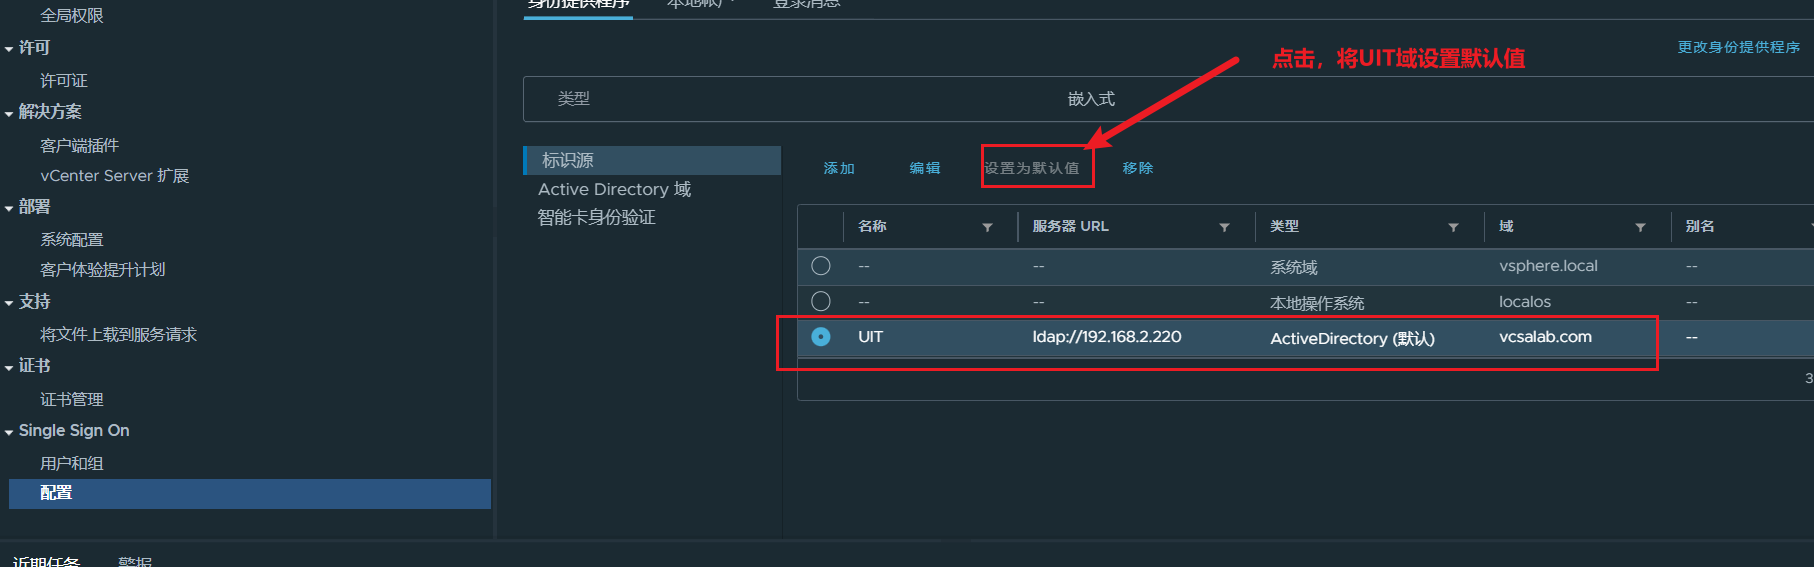 全局权限
许可
许可证
解决方案
客户端插件
vCenter Server 扩展
部署
系统配置
客户体验提升计划
支持
将文件上载到服务请求
证书
证书管理
Single Sign On
用户和组
配置
身份提供程序 本地帐户 登录消息
更改身份提供程序
点击，将UIT域设置默认值
类型 嵌入式
标识源
Active Directory 域
智能卡身份验证
添加 编辑 设置为默认值 移除
名称 服务器 URL 类型 域 别名
-- -- 系统域 vsphere.local --
-- -- 本地操作系统 localos --
UIT ldap://192.168.2.220 ActiveDirectory (默认) vcsalab.com --
3
近期任务 警报